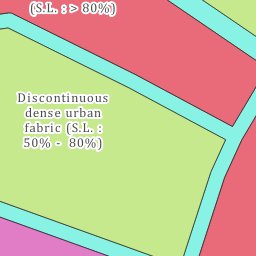 (S.L. : > 80%)
Discontinuous
dense urban
fabric (S.L. :
50% -  80%)